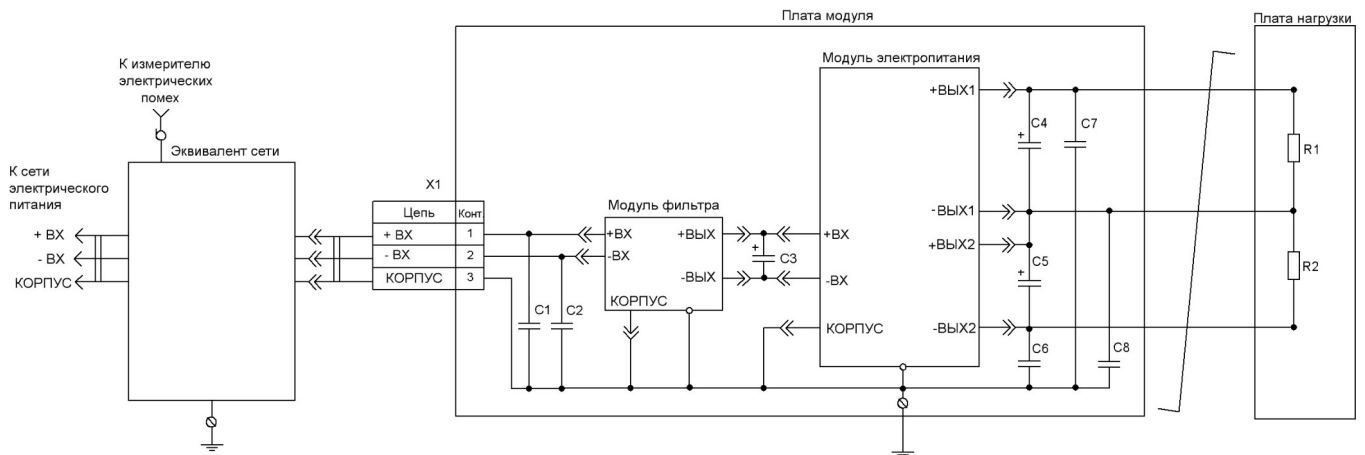 Плата модуля
Плата нагрузки
К измерителю
электрических
помех
Эквивалент сети
К сети
электрического
питания
+ ВХ
- ВХ
КОРПУС
X1
Цепь Конт.
+ ВХ 1
- ВХ 2
КОРПУС 3
C1
C2
Модуль фильтра
+ВХ
-ВХ
+ВЫХ
-ВЫХ
КОРПУС
+
C3
Модуль электропитания
+ВХ
-ВХ
КОРПУС
+ВЫХ1
-ВЫХ1
+ВЫХ2
-ВЫХ2
+
C4
C7
+
C5
C6
C8
R1
R2